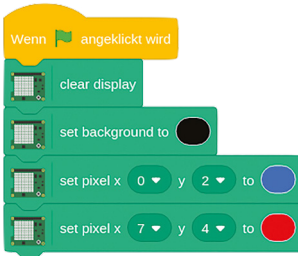 Wenn angeklickt wird
clear display
set background to
set pixel x 0 y 2 to
set pixel x 7 y 4 to